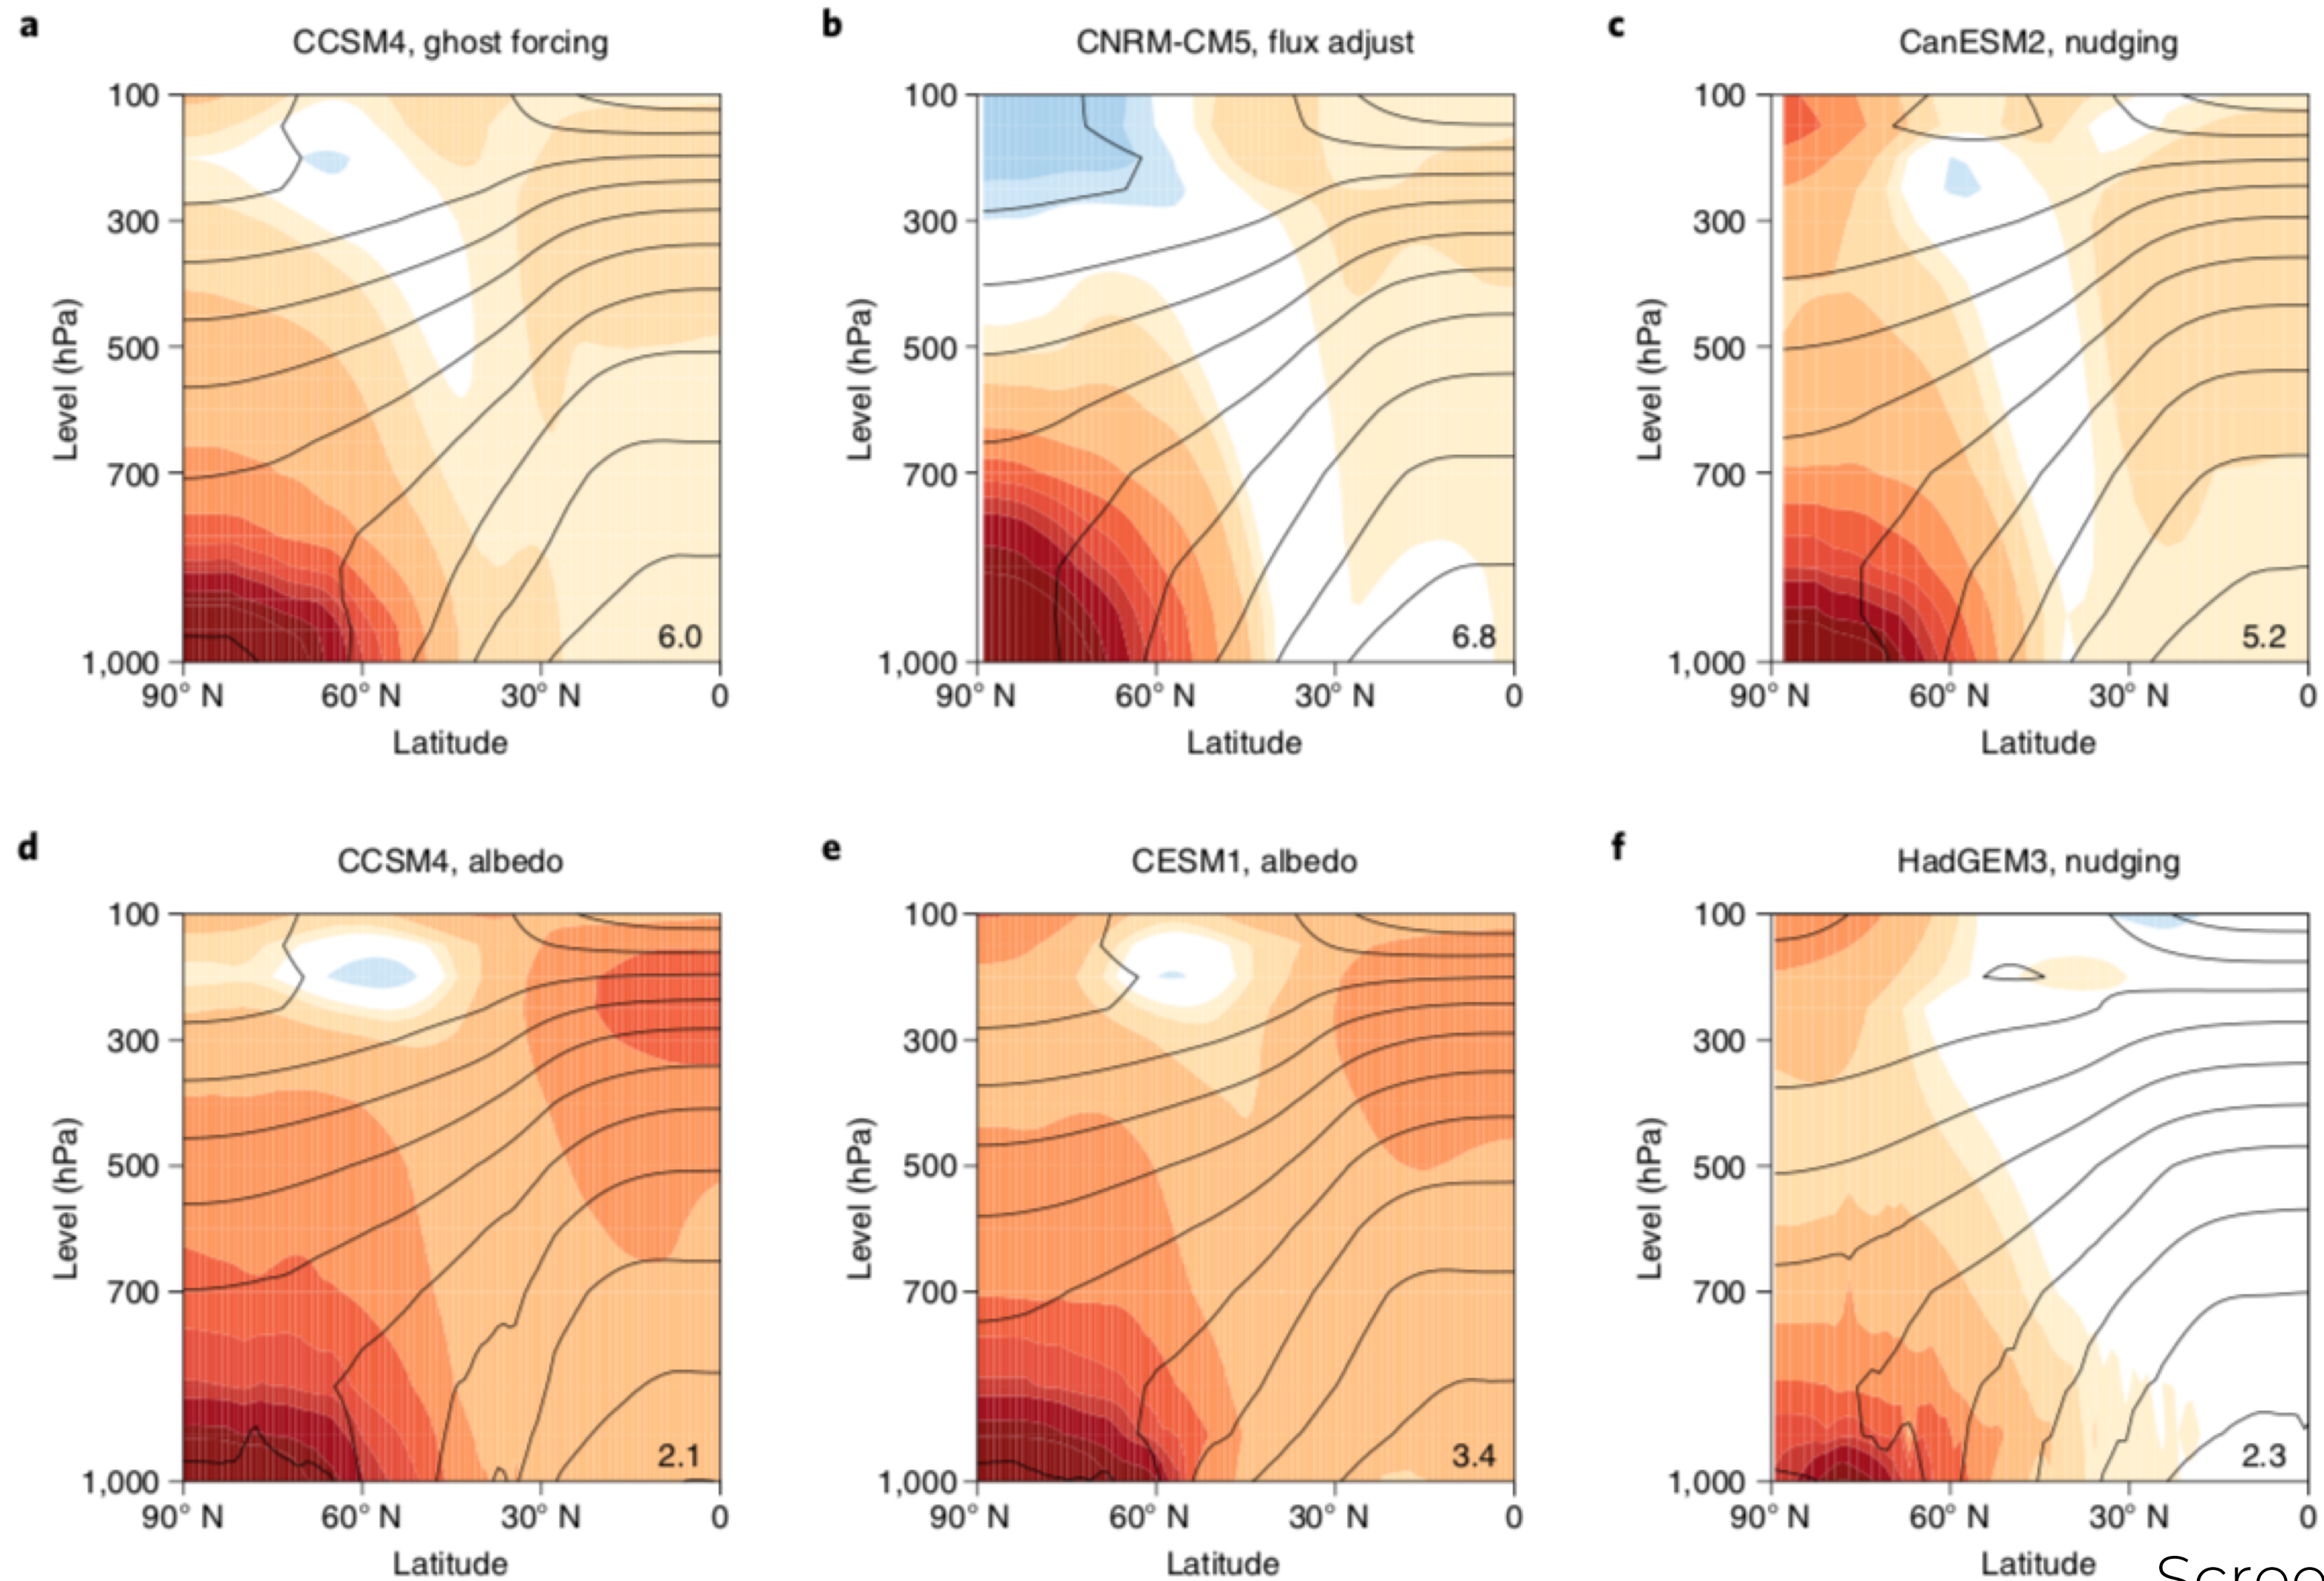 a
CCSM4, ghost forcing
100
300
500
700
1,000
Level (hPa)
6.0
90° N 60° N 30° N 0
Latitude
b
CNRM-CM5, flux adjust
100
300
500
700
1,000
Level (hPa)
6.8
90° N 60° N 30° N 0
Latitude
c
CanESM2, nudging
100
300
500
700
1,000
Level (hPa)
5.2
90° N 60° N 30° N 0
Latitude
d
CCSM4, albedo
100
300
500
700
1,000
Level (hPa)
2.1
90° N 60° N 30° N 0
Latitude
e
CESM1, albedo
100
300
500
700
1,000
Level (hPa)
3.4
90° N 60° N 30° N 0
Latitude
f
HadGEM3, nudging
100
300
500
700
1,000
Level (hPa)
2.3
90° N 60° N 30° N 0
Latitude